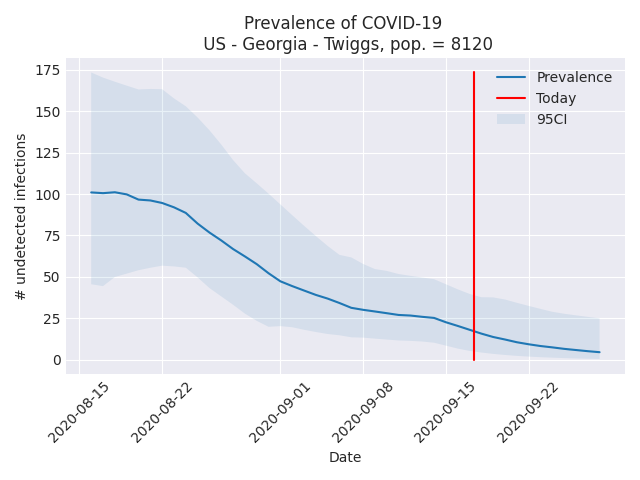 Prevalence of COVID-19
US - Georgia - Twiggs, pop. = 8120
175
150
125
100
75
50
25
0
# undetected infections
Prevalence
Today
95CI
2020-08-15
2020-08-22
2020-09-01
2020-09-08
2020-09-15
2020-09-22
Date